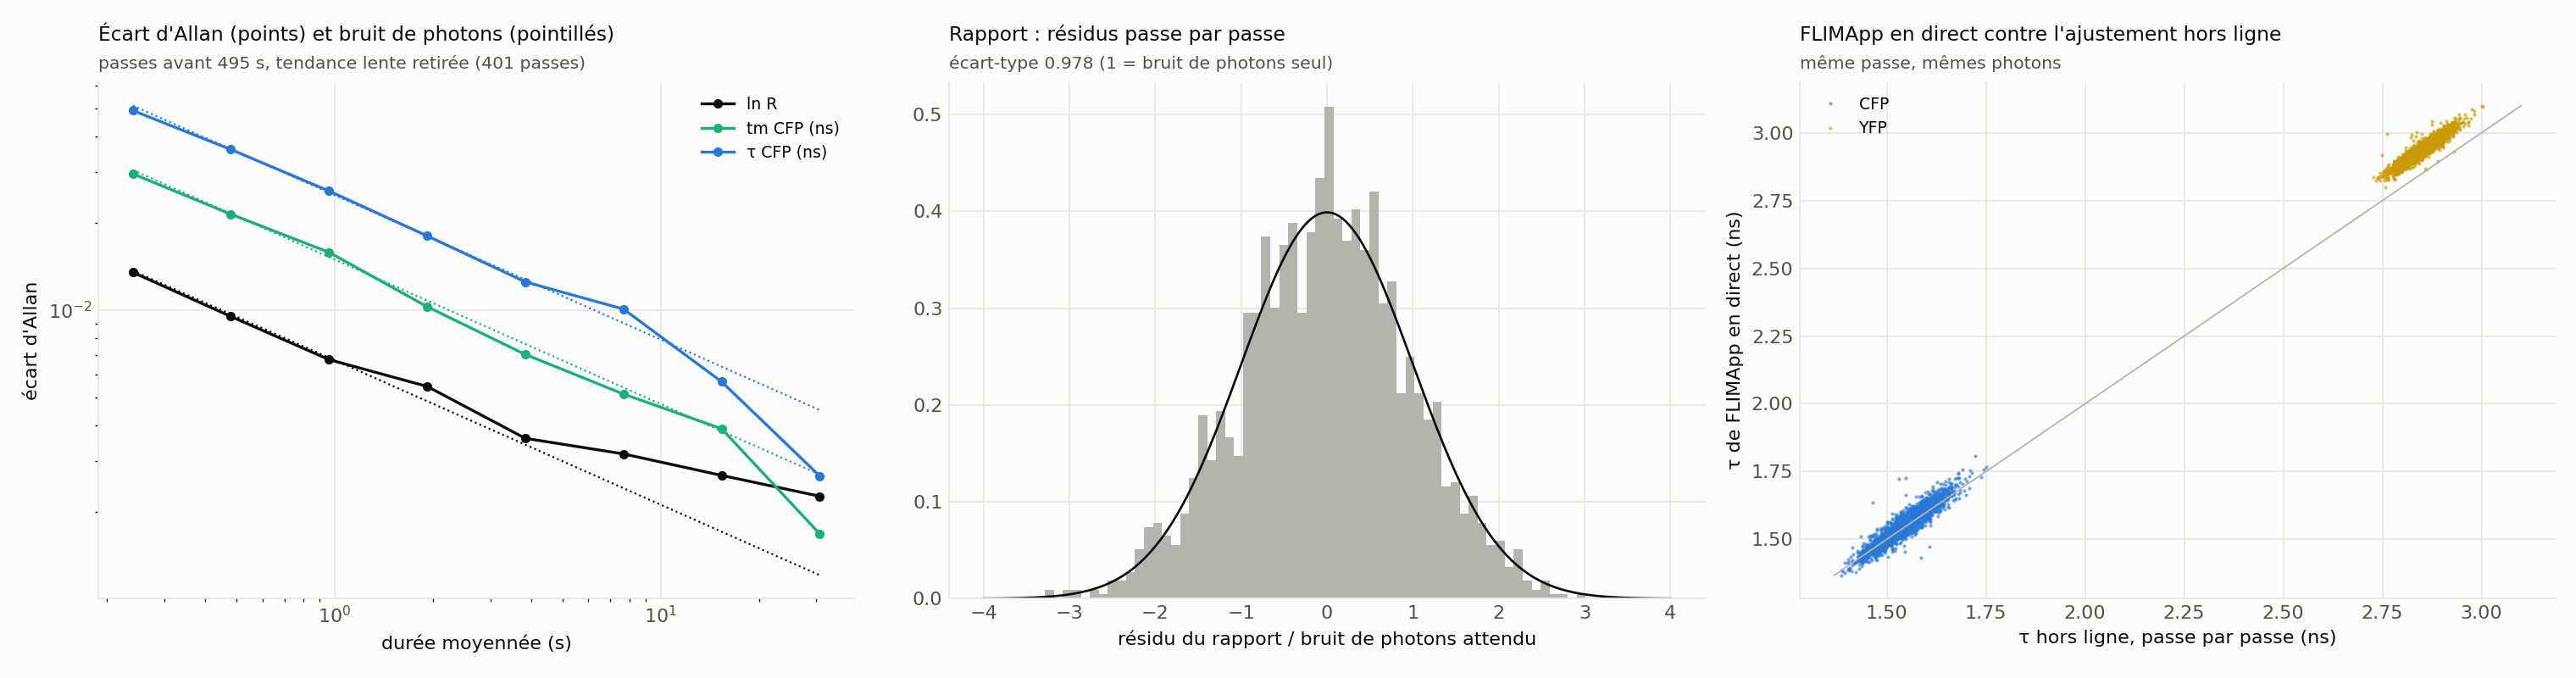 Écart d'Allan (points) et bruit de photons (pointillés)
passes avant 495 s, tendance lente retirée (401 passes)
ln R
tm CFP (ns)
τ CFP (ns)
écart d'Allan
10⁻²
10⁰
10¹
durée moyennée (s)
Rapport : résidus passe par passe
écart-type 0.978 (1 = bruit de photons seul)
0.5
0.4
0.3
0.2
0.1
0.0
−4
−3
−2
−1
0
1
2
3
4
résidu du rapport / bruit de photons attendu
FLIMApp en direct contre l'ajustement hors ligne
même passe, mêmes photons
CFP
YFP
τ de FLIMApp en direct (ns)
3.00
2.75
2.50
2.25
2.00
1.75
1.50
1.50
1.75
2.00
2.25
2.50
2.75
3.00
τ hors ligne, passe par passe (ns)